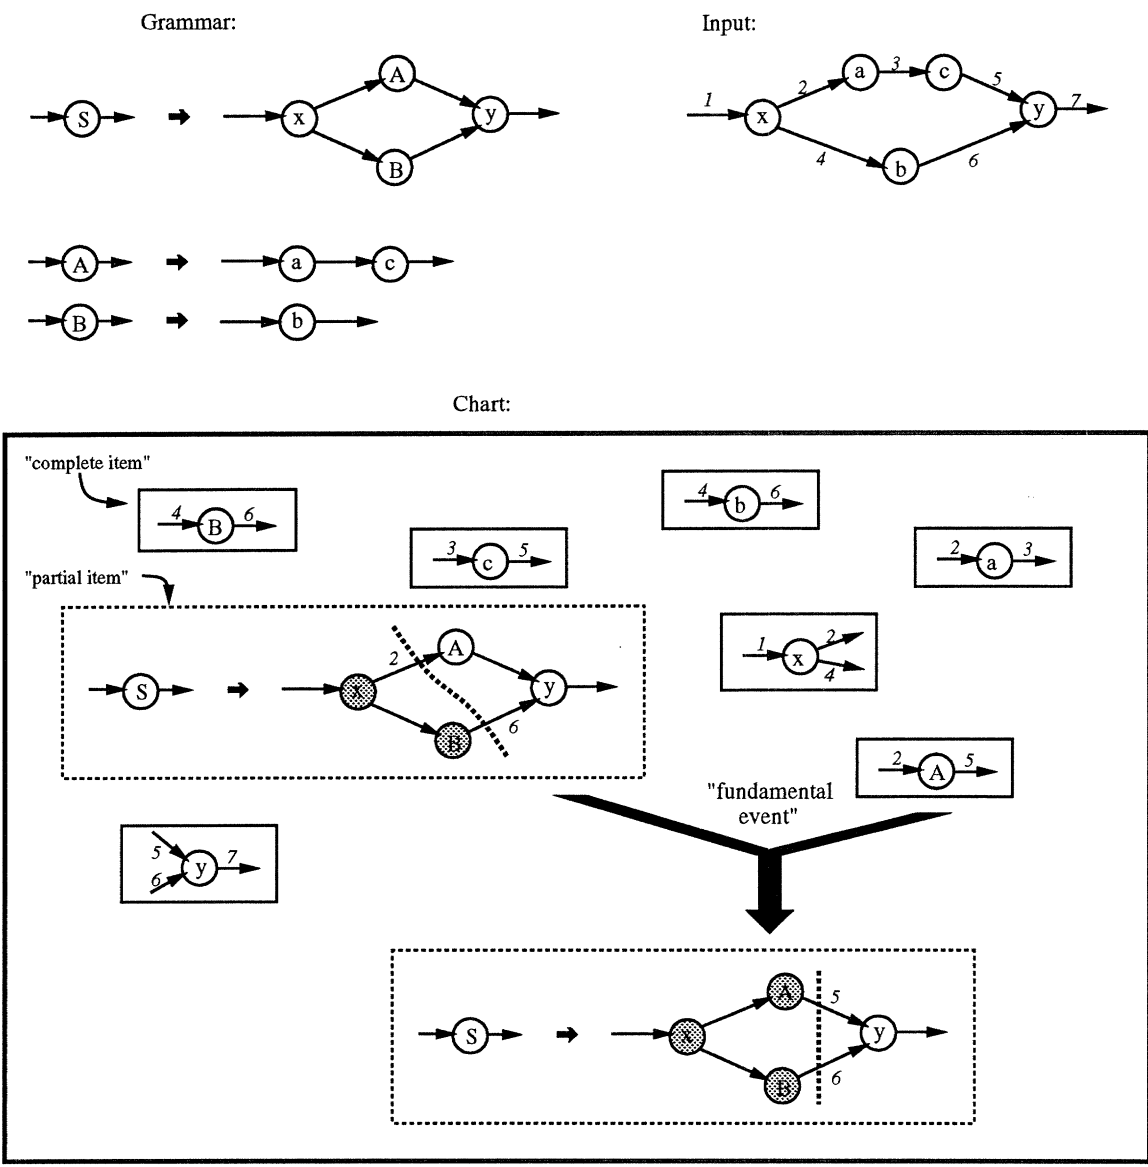 Grammar:
Input:
S
x
A
B
y
1
x
2
a
3
c
5
y
7
4
b
6
A
a
c
B
b
Chart:
"complete item"
4 B 6
4 b 6
3 c 5
2 a 3
"partial item"
S
x
2
A
B
6
y
1 x 2
4
2 A 5
"fundamental
event"
5
6
y 7
S
x
A
B
5
6
y